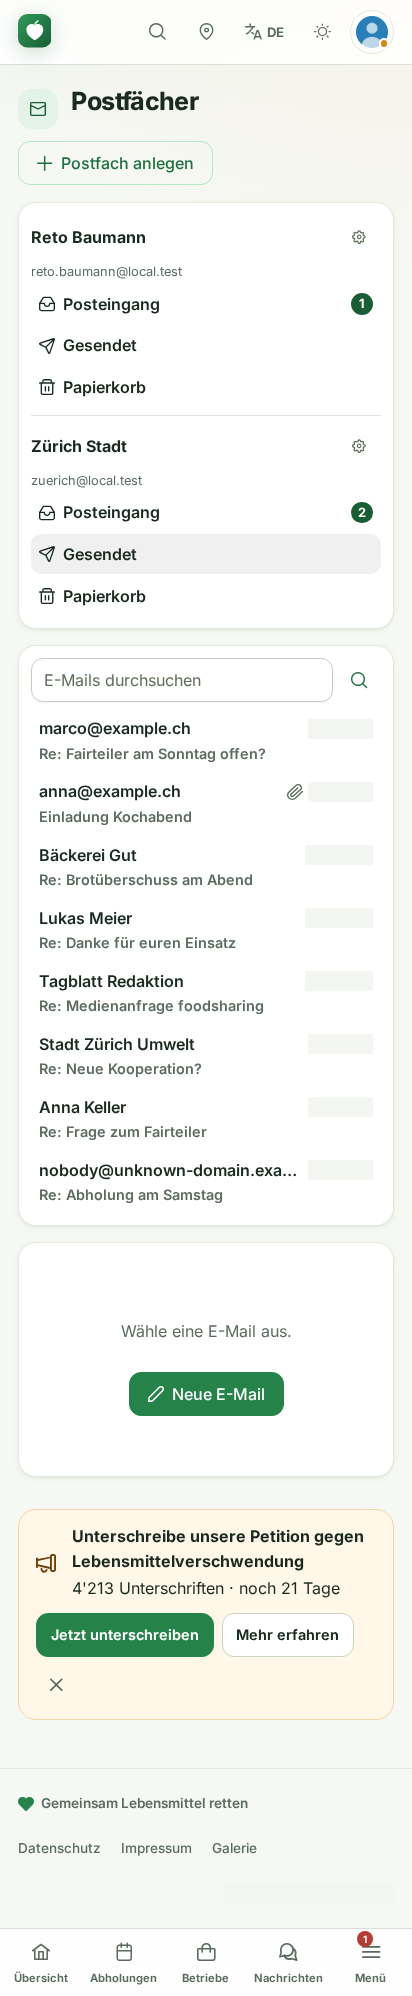 DE
Postfächer
Postfach anlegen
Reto Baumann
reto.baumann@local.test
Posteingang 1
Gesendet
Papierkorb
Zürich Stadt
zuerich@local.test
Posteingang 2
Gesendet
Papierkorb
E-Mails durchsuchen
marco@example.ch
Re: Fairteiler am Sonntag offen?
anna@example.ch
Einladung Kochabend
Bäckerei Gut
Re: Brotüberschuss am Abend
Lukas Meier
Re: Danke für euren Einsatz
Tagblatt Redaktion
Re: Medienanfrage foodsharing
Stadt Zürich Umwelt
Re: Neue Kooperation?
Anna Keller
Re: Frage zum Fairteiler
nobody@unknown-domain.exa...
Re: Abholung am Samstag
Wähle eine E-Mail aus.
Neue E-Mail
Unterschreibe unsere Petition gegen
Lebensmittelverschwendung
4'213 Unterschriften · noch 21 Tage
Jetzt unterschreiben Mehr erfahren
Gemeinsam Lebensmittel retten
Datenschutz Impressum Galerie
1
Übersicht Abholungen Betriebe Nachrichten Menü